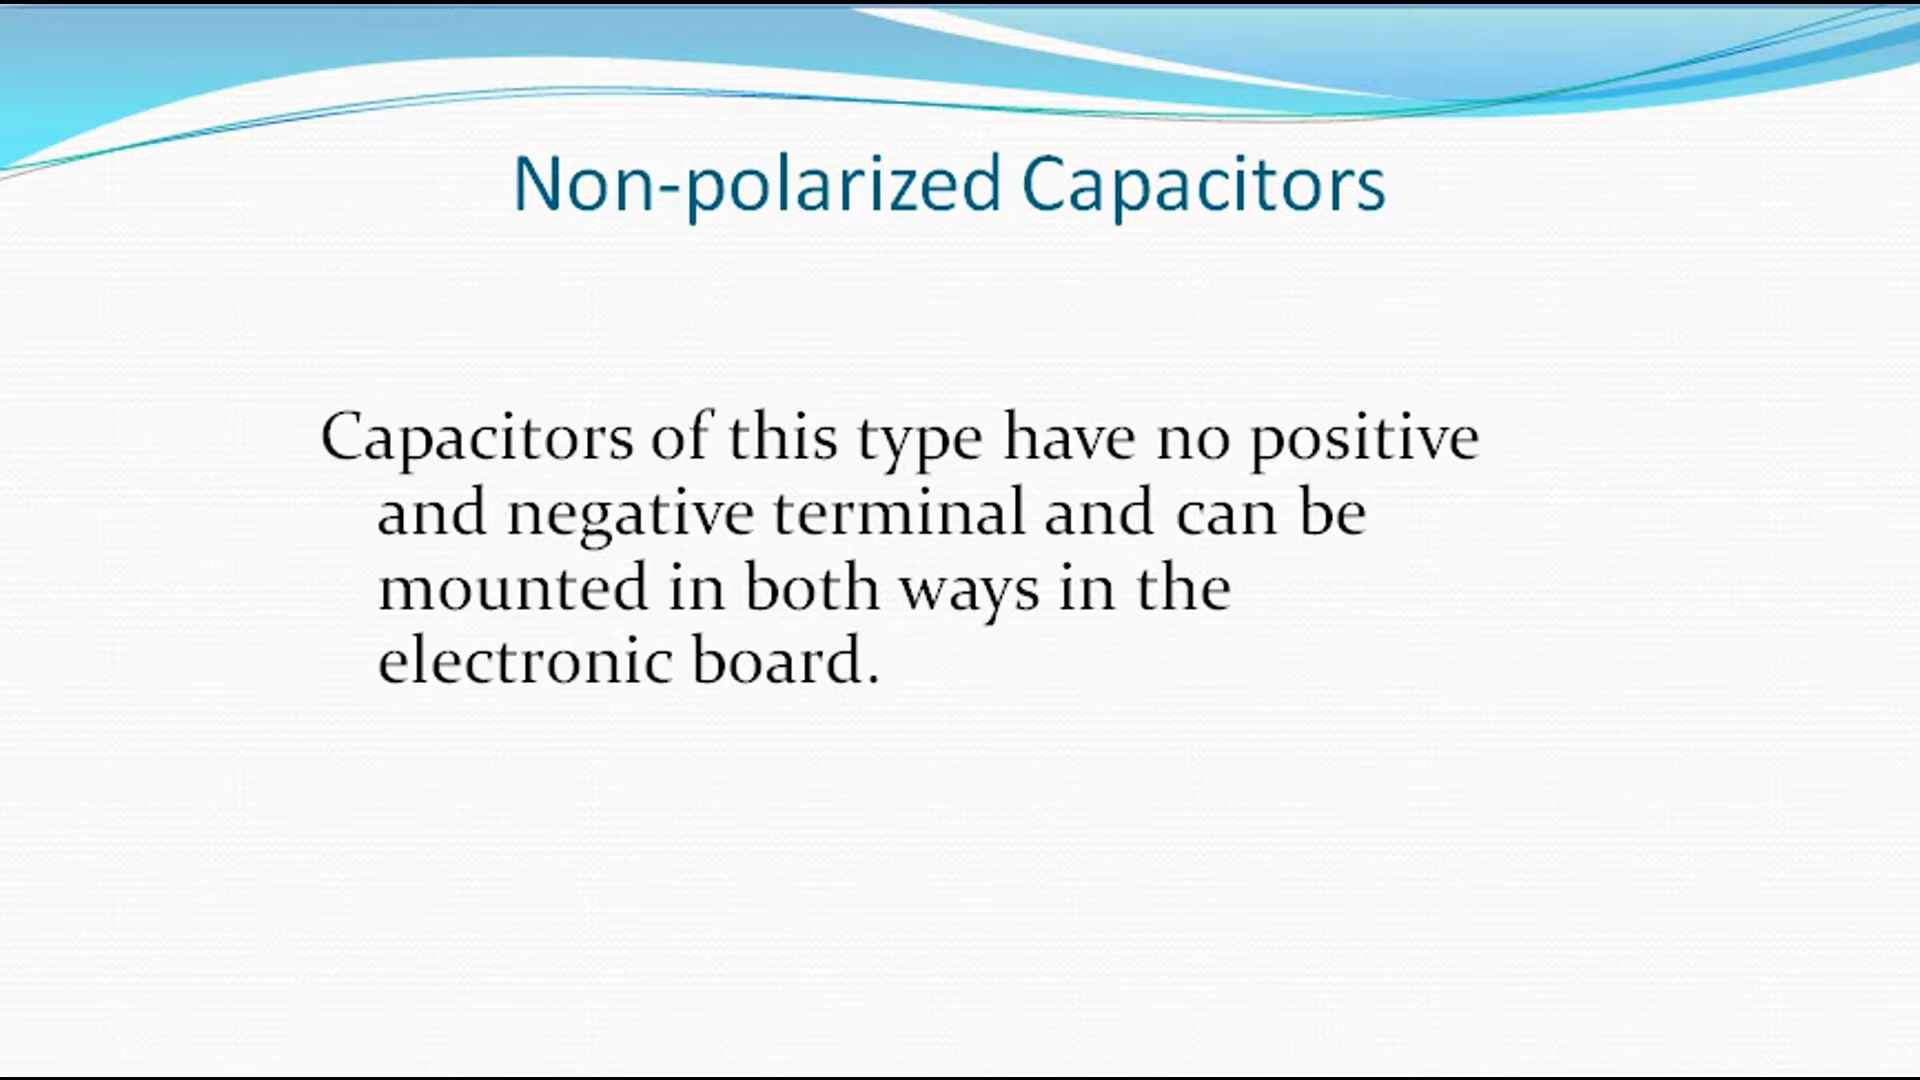 Non-polarized Capacitors
Capacitors of this type have no positive
and negative terminal and can be
mounted in both ways in the
electronic board.